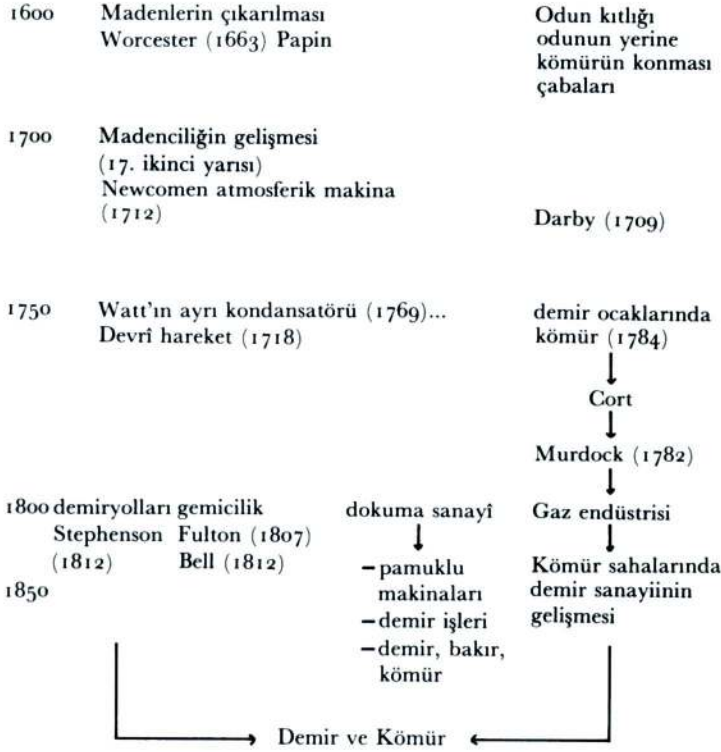 1600 Madenlerin çıkarılması
Worcester (1663) Papin
Odun kıtlığı
odunun yerine
kömürün konması
çabaları
1700 Madenciliğin gelişmesi
(17. ikinci yarısı)
Newcomen atmosferik makina
(1712)
Darby (1709)
1750 Watt'ın ayrı kondansatörü (1769)...
Devrî hareket (1718)
demir ocaklarında
kömür (1784)
Cort
Murdock (1782)
1800 demiryolları gemicilik
Stephenson Fulton (1807)
(1812) Bell (1812)
1850
dokuma sanayî
–pamuklu
makinaları
–demir işleri
–demir, bakır,
kömür
Gaz endüstrisi
Kömür sahalarında
demir sanayiinin
gelişmesi
Demir ve Kömür